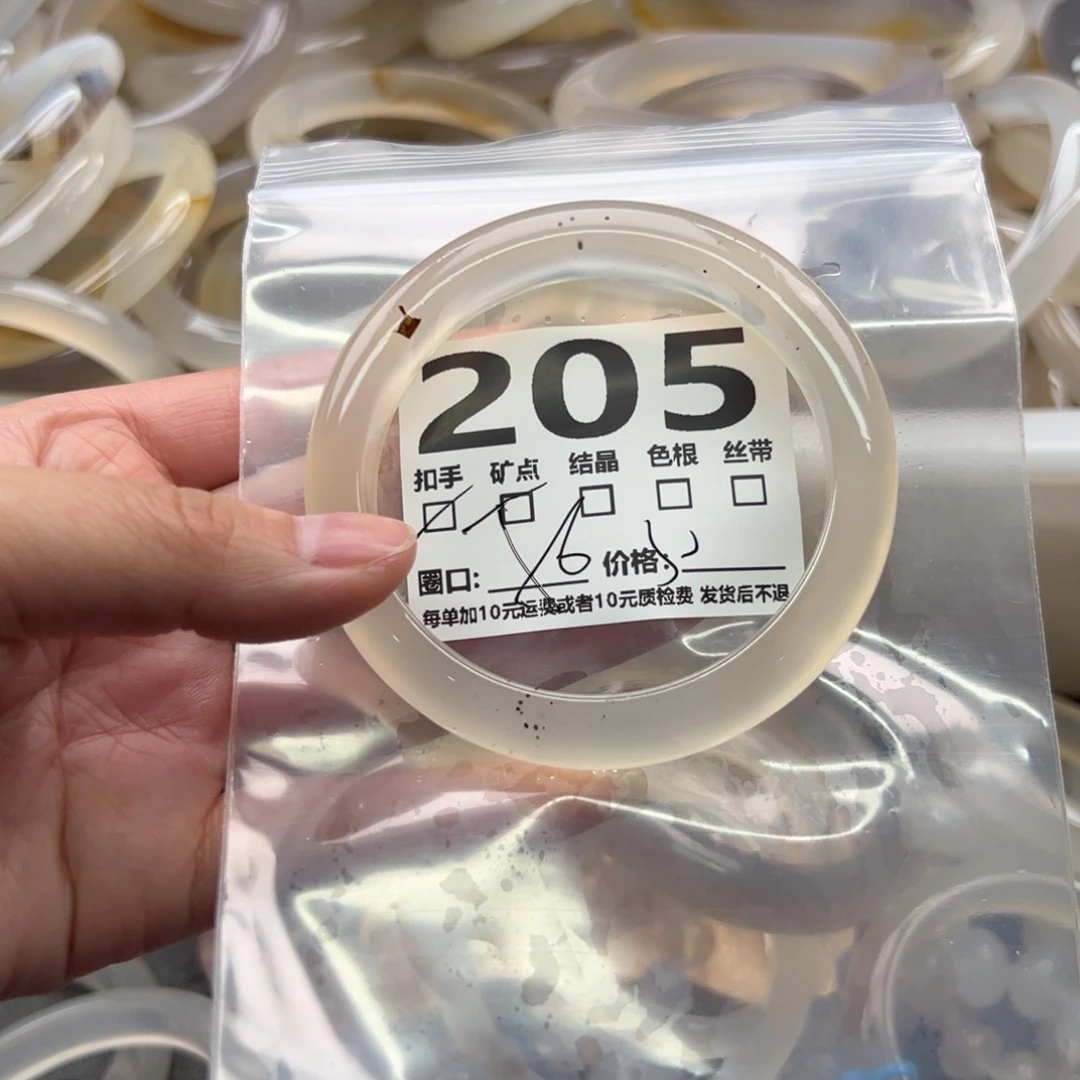 205
扣手 矿点 结晶 色根 丝带
圈口: 价格:
每单加10元运费或者10元质检费 发货后不退